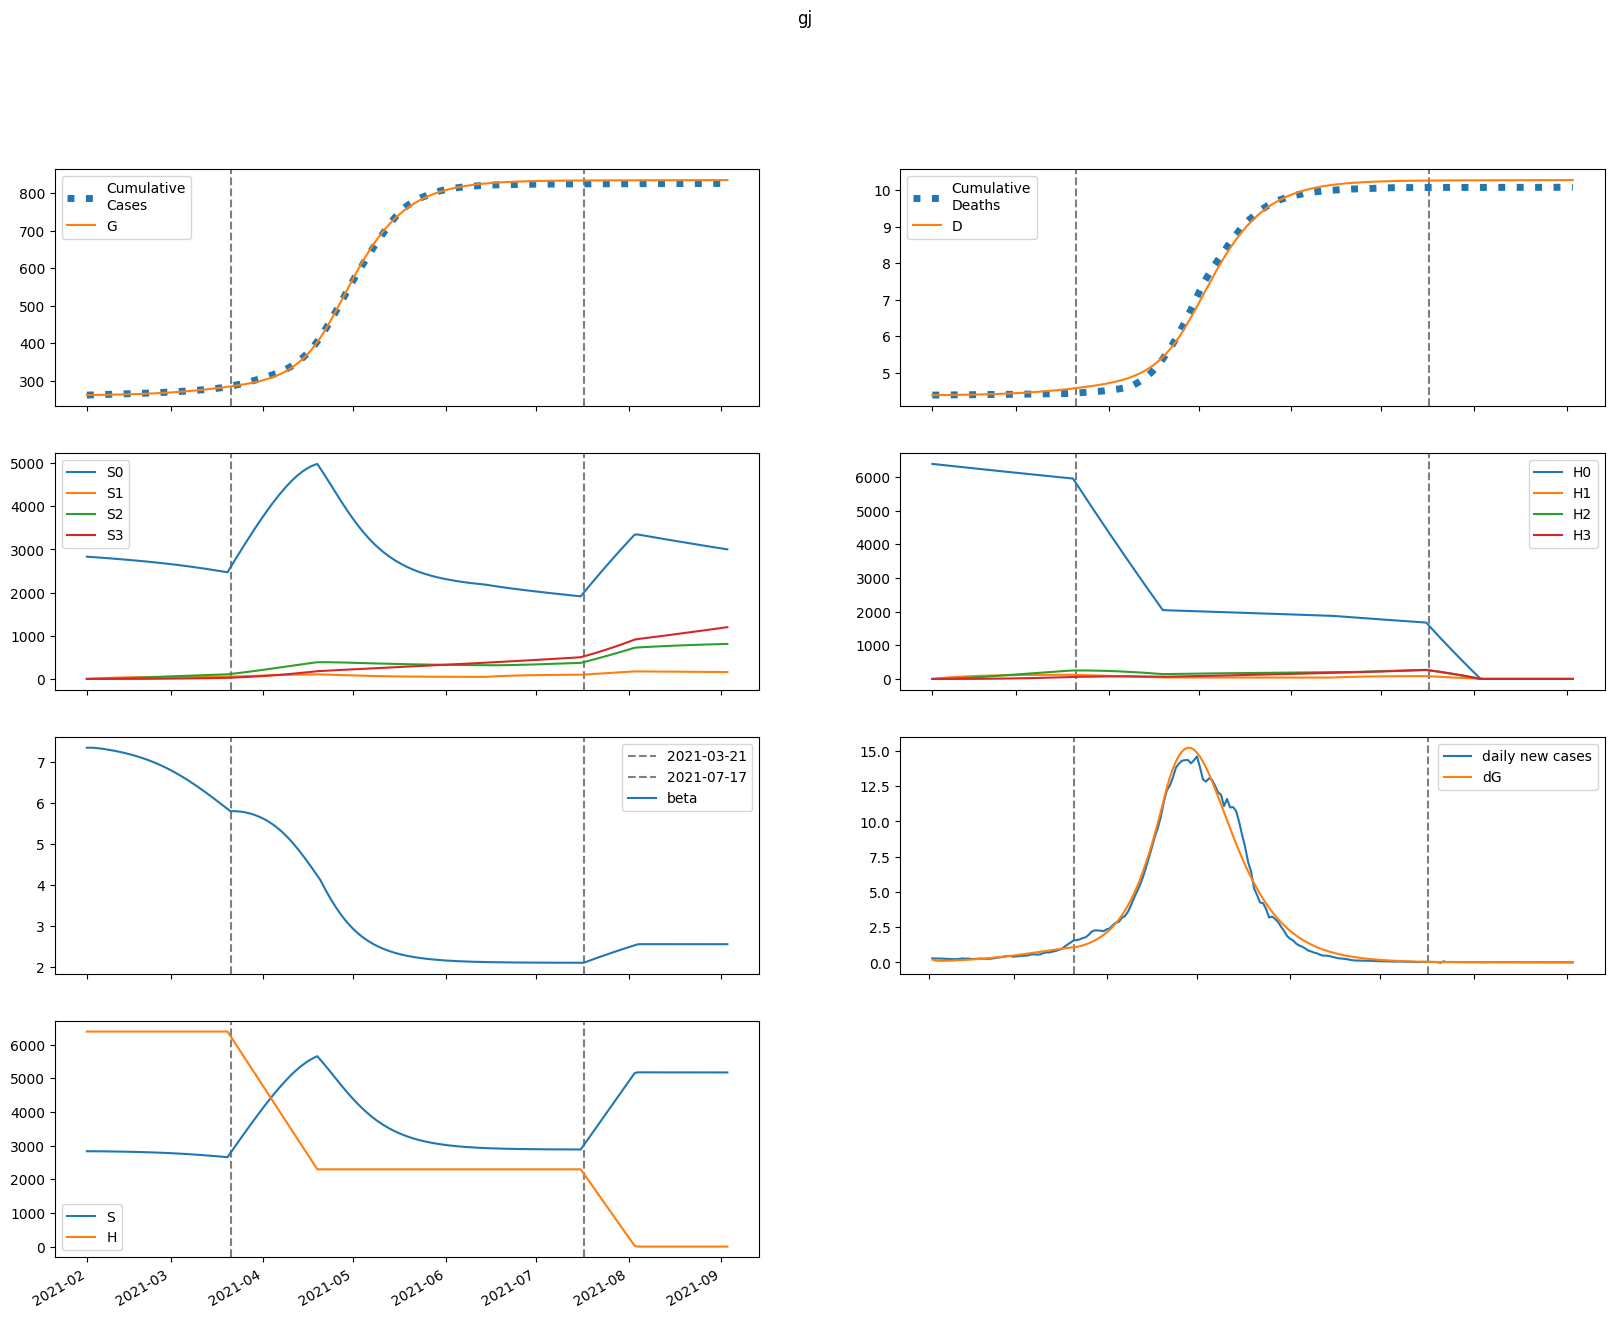 gj
Cumulative
Cases
G
800
700
600
500
400
300
Cumulative
Deaths
D
10
9
8
7
6
5
S0
S1
S2
S3
5000
4000
3000
2000
1000
0
H0
H1
H2
H3
6000
5000
4000
3000
2000
1000
0
2021-03-21
2021-07-17
beta
7
6
5
4
3
2
daily new cases
dG
15.0
12.5
10.0
7.5
5.0
2.5
0.0
6000
5000
4000
3000
2000
1000
0
S
H
2021-02
2021-03
2021-04
2021-05
2021-06
2021-07
2021-08
2021-09